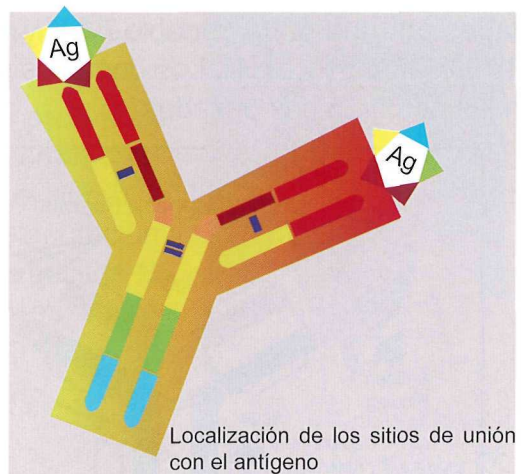 Ag
Ag
Localización de los sitios de unión
con el antígeno